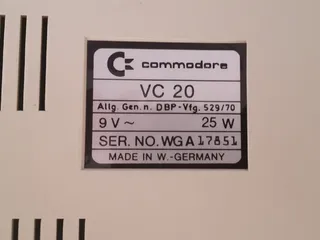 commodore
VC 20
Allg. Gen. n. DBP-Vfg. 529/70
9 V ~ 25 W
SER. NO. WGA 17851
MADE IN W.-GERMANY